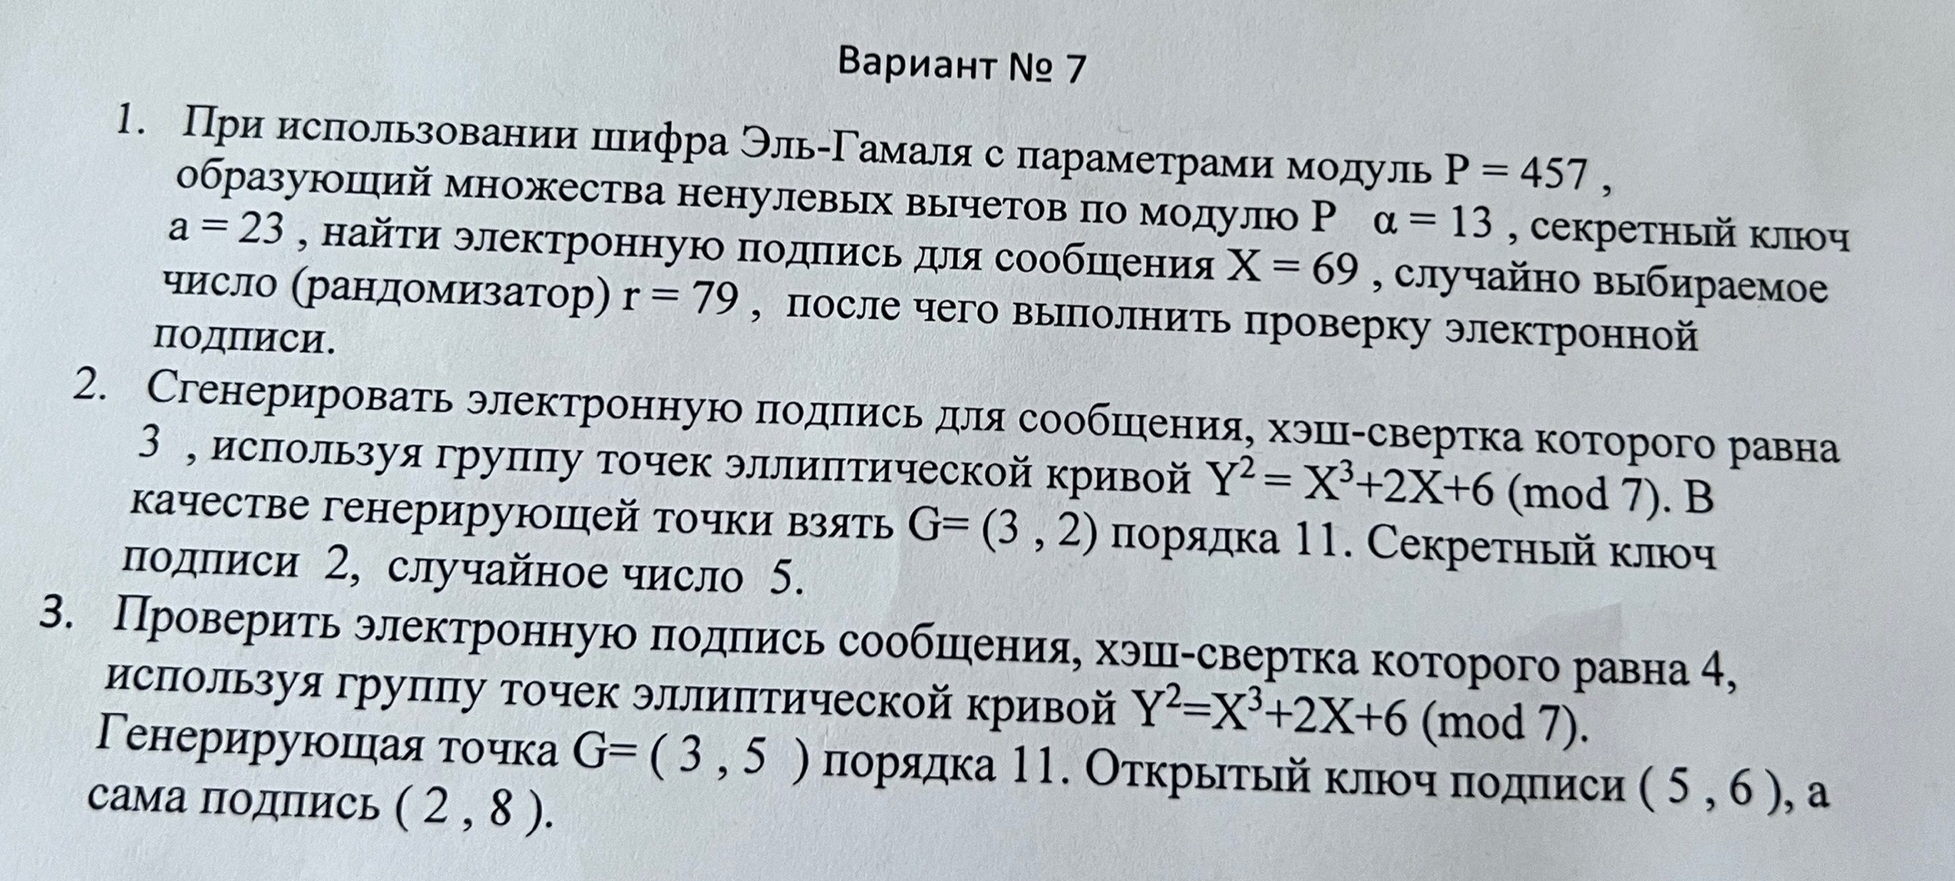 Вариант № 7
1. При использовании шифра Эль-Гамаля с параметрами модуль P = 457 ,
образующий множества ненулевых вычетов по модулю P α = 13 , секретный ключ
a = 23 , найти электронную подпись для сообщения X = 69 , случайно выбираемое
число (рандомизатор) r = 79 , после чего выполнить проверку электронной
подписи.
2. Сгенерировать электронную подпись для сообщения, хэш-свертка которого равна
3 , используя группу точек эллиптической кривой Y² = X³+2X+6 (mod 7). В
качестве генерирующей точки взять G= (3 , 2) порядка 11. Секретный ключ
подписи 2, случайное число 5.
3. Проверить электронную подпись сообщения, хэш-свертка которого равна 4,
используя группу точек эллиптической кривой Y²=X³+2X+6 (mod 7).
Генерирующая точка G= ( 3 , 5 ) порядка 11. Открытый ключ подписи ( 5 , 6 ), а
сама подпись ( 2 , 8 ).